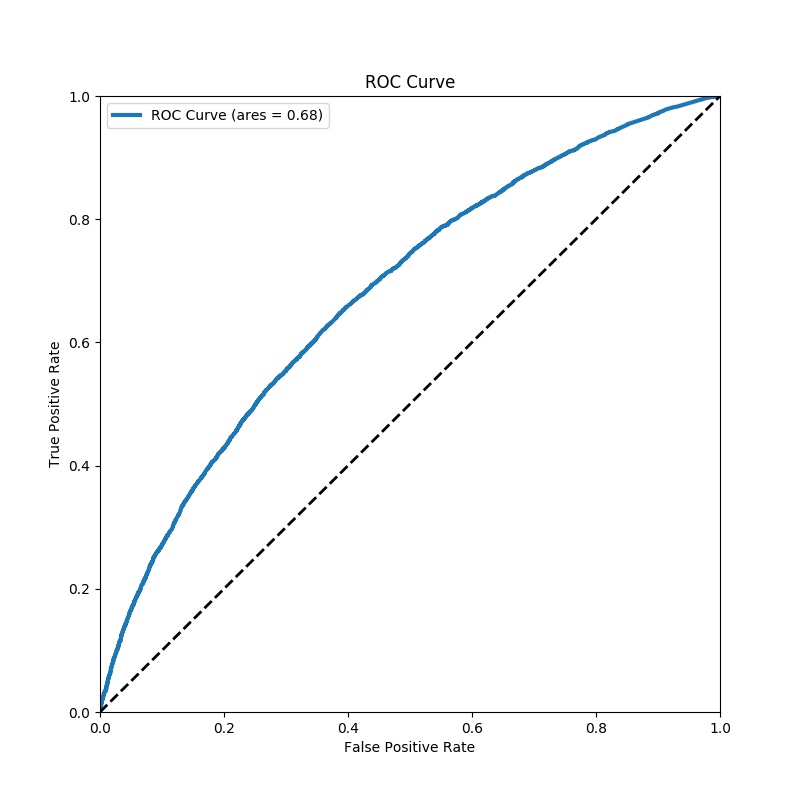 ROC Curve
ROC Curve (ares = 0.68)
True Positive Rate
1.0
0.8
0.6
0.4
0.2
0.0
0.0 0.2 0.4 0.6 0.8 1.0
False Positive Rate